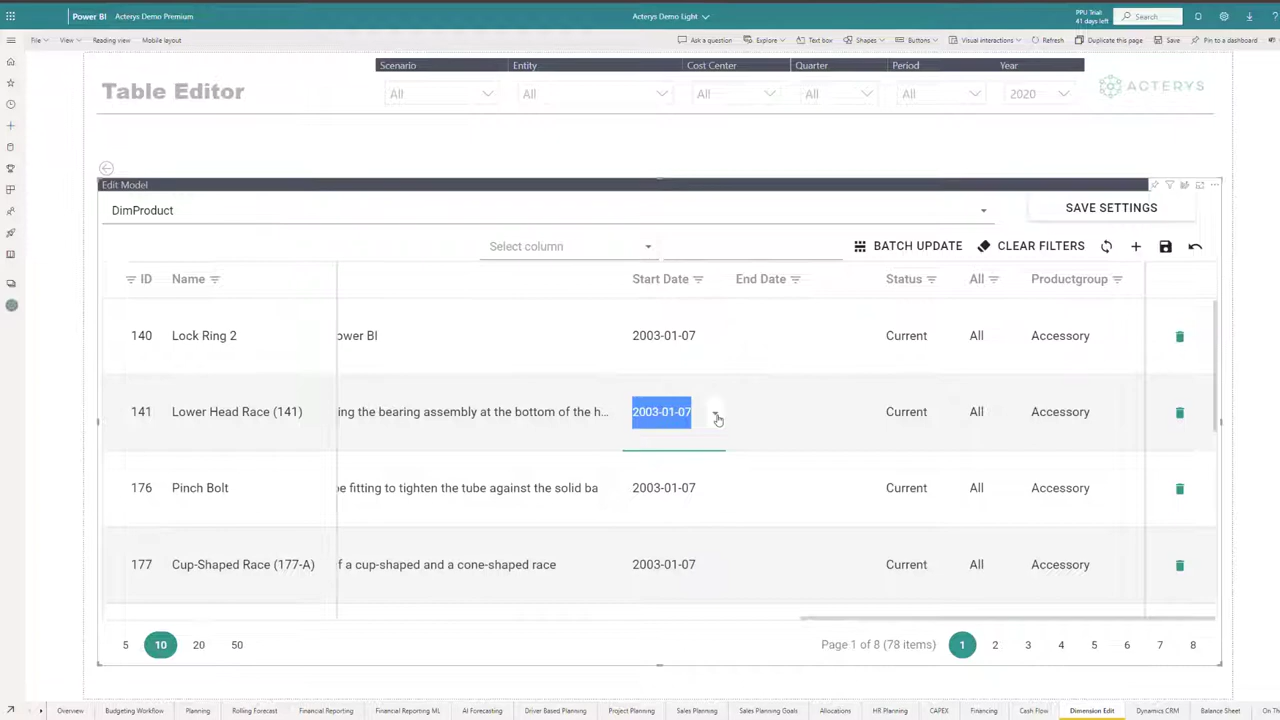 Power BI Acterys Demo Premium
Acterys Demo Light
PPU Trial:
41 days left
Search
File View Reading view Mobile layout
Ask a question Explore Text box Shapes Buttons Visual interactions Refresh Duplicate this page Save Pin to a dashboard
Table Editor
Scenario Entity Cost Center Quarter Period Year
All All All All All 2020
ACTERYS
Edit Model
DimProduct
SAVE SETTINGS
Select column
BATCH UPDATE CLEAR FILTERS
ID Name Start Date End Date Status All Productgroup
140 Lock Ring 2 ower BI 2003-01-07 Current All Accessory
141 Lower Head Race (141) ing the bearing assembly at the bottom of the h... 2003-01-07 Current All Accessory
176 Pinch Bolt e fitting to tighten the tube against the solid ba 2003-01-07 Current All Accessory
177 Cup-Shaped Race (177-A) f a cup-shaped and a cone-shaped race 2003-01-07 Current All Accessory
5 10 20 50
Page 1 of 8 (78 items) 1 2 3 4 5 6 7 8
Overview Budgeting Workflow Planning Rolling Forecast Financial Reporting Financial Reporting ML AI Forecasting Driver Based Planning Project Planning Sales Planning Sales Planning Goals Allocations HR Planning CAPEX Financing Cash Flow Dimension Edit Dynamics CRM Balance Sheet On Th